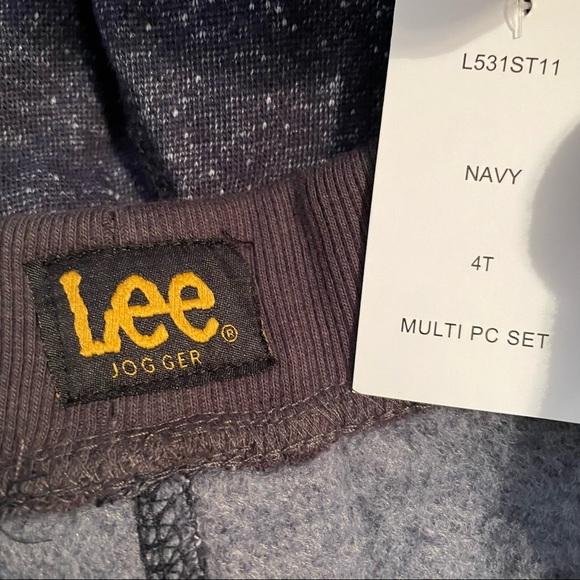 Lee®
JOGGER
L531ST11
NAVY
4T
MULTI PC SET